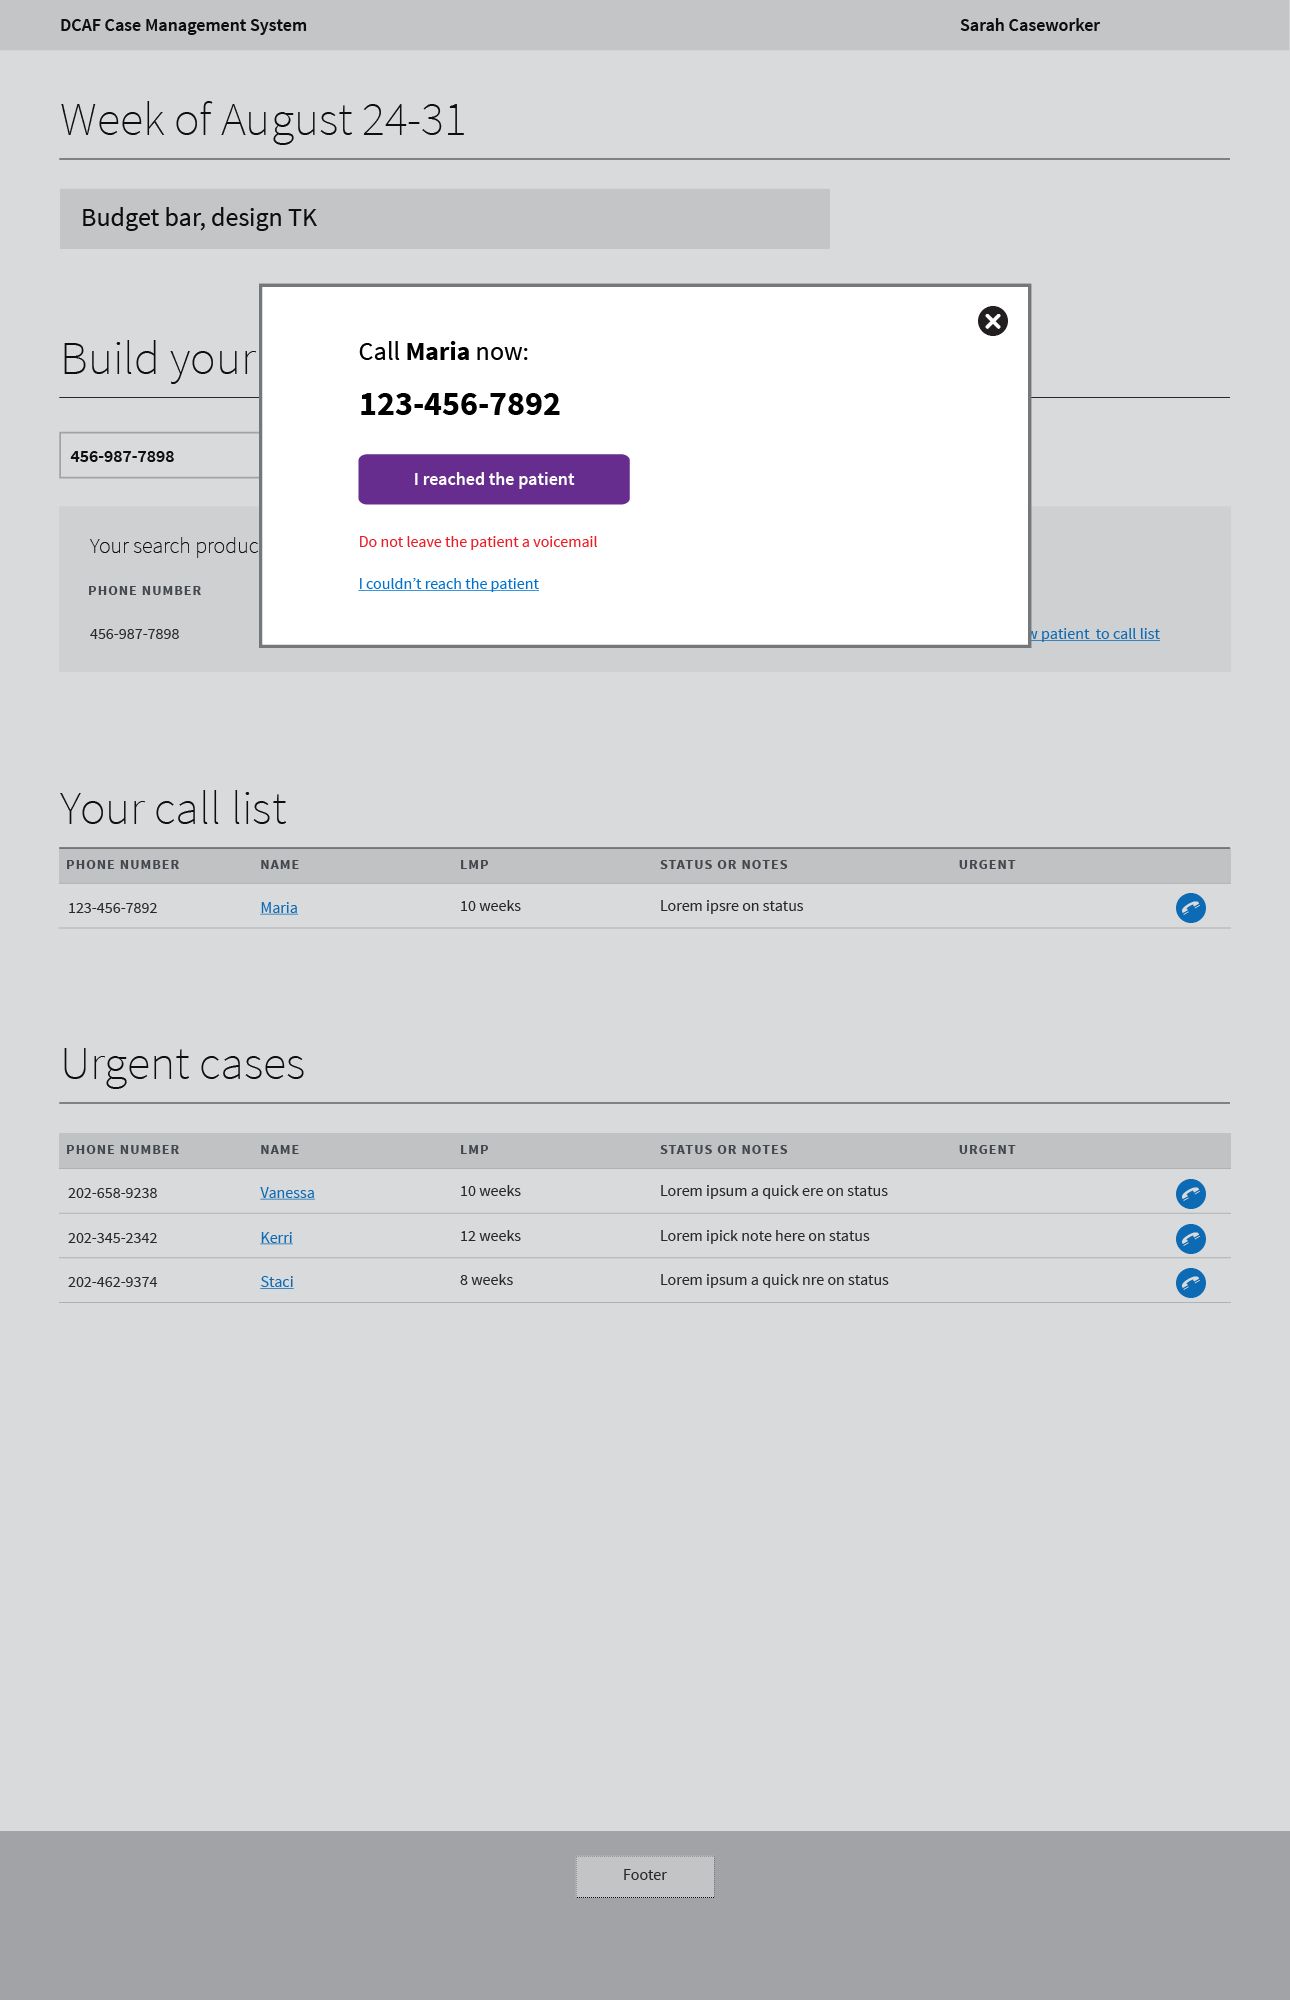 DCAF Case Management System
Sarah Caseworker
Week of August 24-31
Budget bar, design TK
Build your
456-987-7898
Your search produc
PHONE NUMBER
456-987-7898
patient to call list
Call Maria now:
123-456-7892
I reached the patient
Do not leave the patient a voicemail
I couldn’t reach the patient
Your call list
PHONE NUMBER NAME LMP STATUS OR NOTES URGENT
123-456-7892 Maria 10 weeks Lorem ipsre on status
Urgent cases
PHONE NUMBER NAME LMP STATUS OR NOTES URGENT
202-658-9238 Vanessa 10 weeks Lorem ipsum a quick ere on status
202-345-2342 Kerri 12 weeks Lorem ipick note here on status
202-462-9374 Staci 8 weeks Lorem ipsum a quick nre on status
Footer